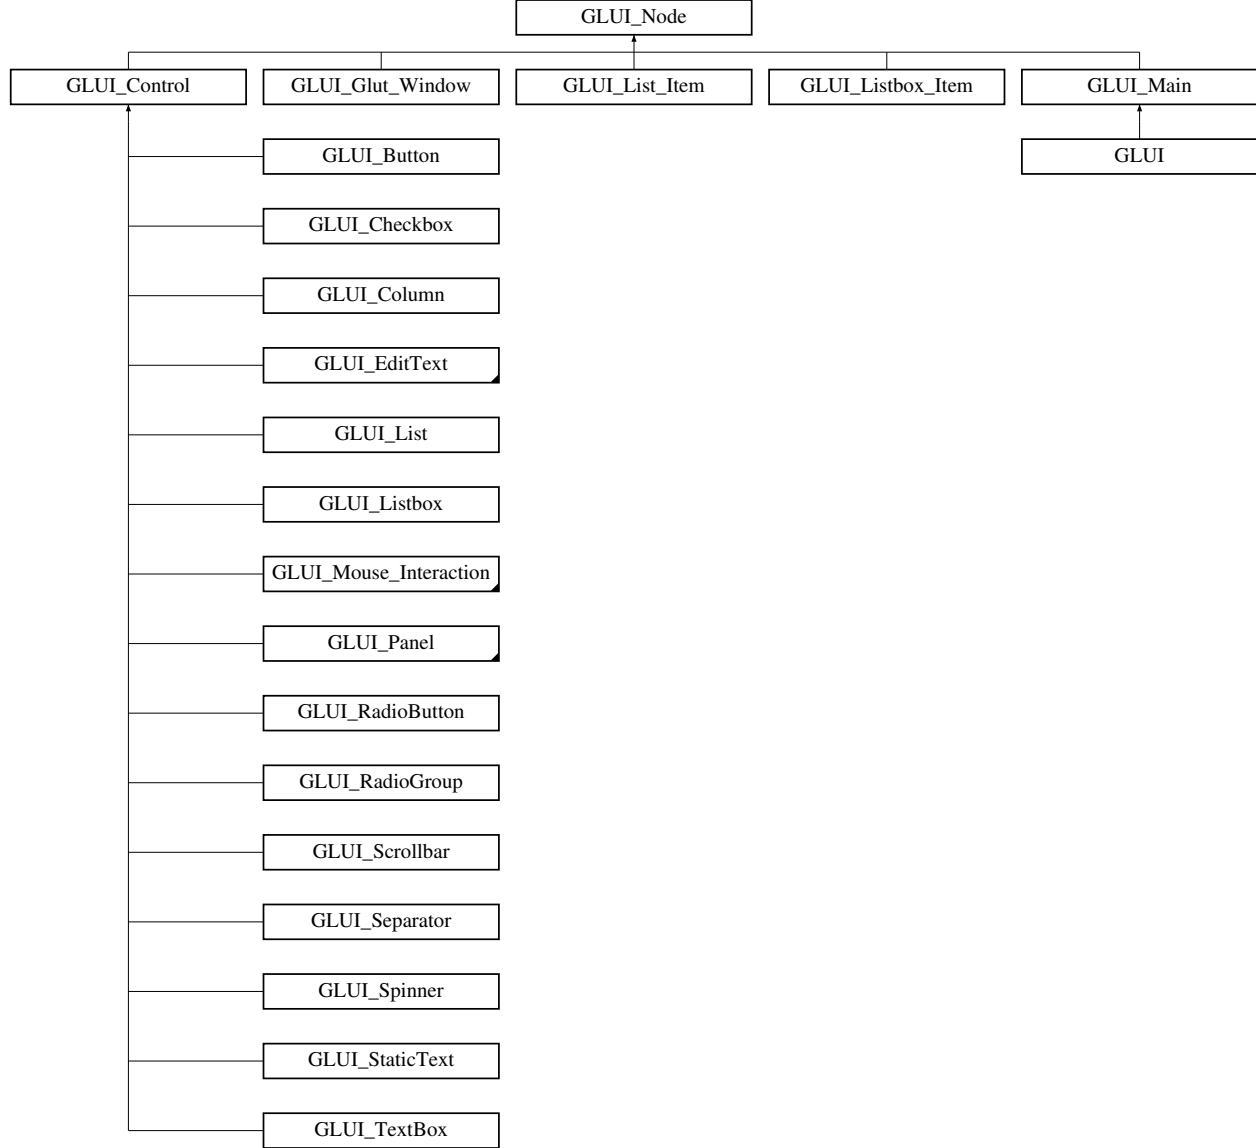 GLUI_Node
GLUI_Control
GLUI_Glut_Window
GLUI_List_Item
GLUI_Listbox_Item
GLUI_Main
GLUI_Button
GLUI
GLUI_Checkbox
GLUI_Column
GLUI_EditText
GLUI_List
GLUI_Listbox
GLUI_Mouse_Interaction
GLUI_Panel
GLUI_RadioButton
GLUI_RadioGroup
GLUI_Scrollbar
GLUI_Separator
GLUI_Spinner
GLUI_StaticText
GLUI_TextBox